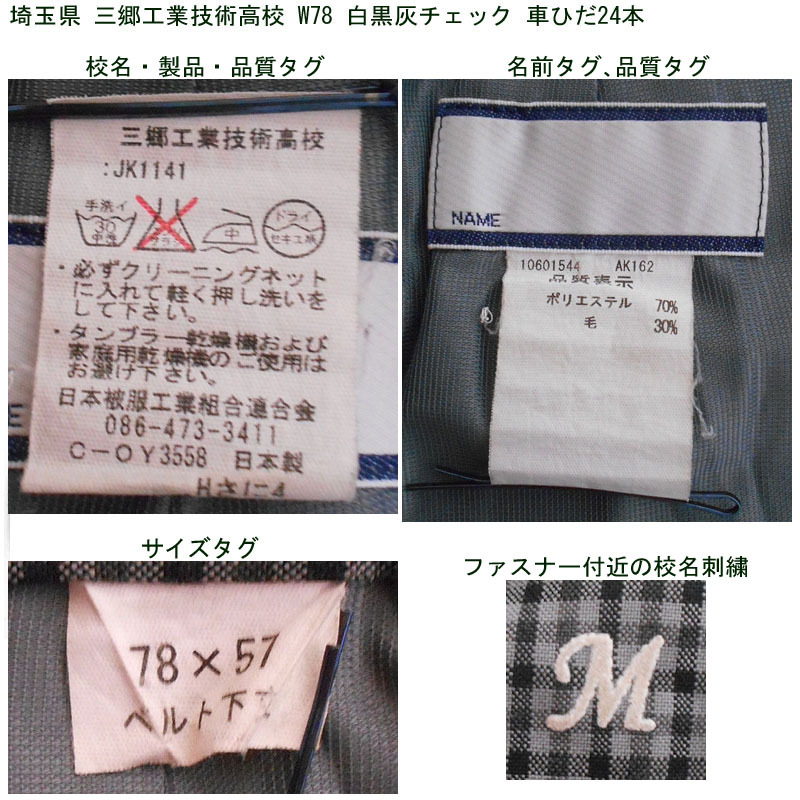 埼玉県 三郷工業技術高校 W78 白黒灰チェック 車ひだ24本
校名・製品・品質タグ
三郷工業技術高校
:JK1141
手洗イ
30
中性
中
ドライ
セキユ系
・必ずクリーニングネット
に入れて軽く押し洗いを
して下さい。
・タンブラー乾燥機および
家庭用乾燥機のご使用は
お避け下さい。
日本被服工業組合連合会
086-473-3411
C-OY3558 日本製
名前タグ、品質タグ
NAME
10601544 AK162
品質表示
ポリエステル 70%
毛 30%
サイズタグ
78×57
ベルト下
ファスナー付近の校名刺繍
M